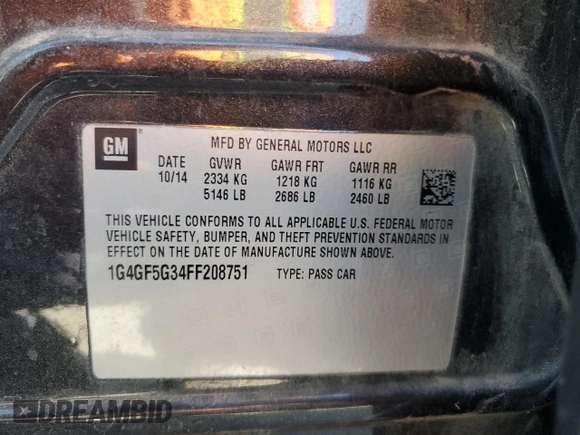 GM ®
MFD BY GENERAL MOTORS LLC
DATE GVWR GAWR FRT GAWR RR
10/14 2334 KG 1218 KG 1116 KG
5146 LB 2686 LB 2460 LB
THIS VEHICLE CONFORMS TO ALL APPLICABLE U.S. FEDERAL MOTOR
VEHICLE SAFETY, BUMPER, AND THEFT PREVENTION STANDARDS IN
EFFECT ON THE DATE OF MANUFACTURE SHOWN ABOVE.
1G4GF5G34FF208751 TYPE: PASS CAR
DREAMBID